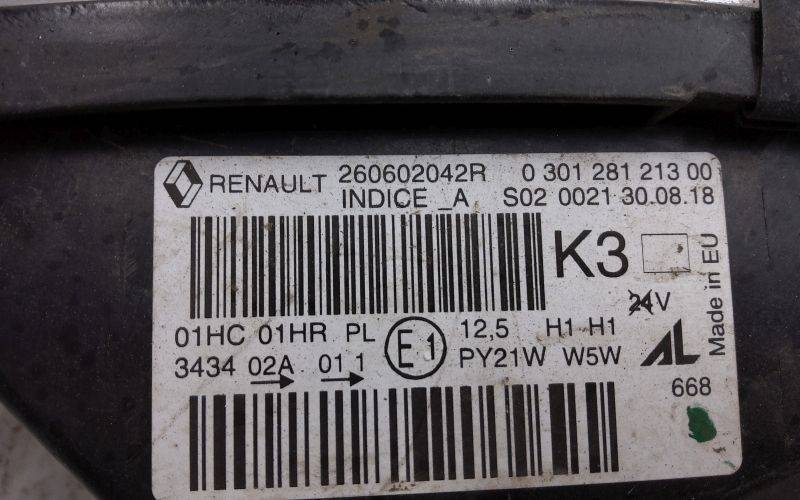 RENAULT 260602042R 0 301 281 213 00
INDICE _A S02 0021 30.08.18
K3
Made in EU
24V
01HC 01HR PL E1 12,5 H1 H1
3434 02A 01 1 PY21W W5W AL
668